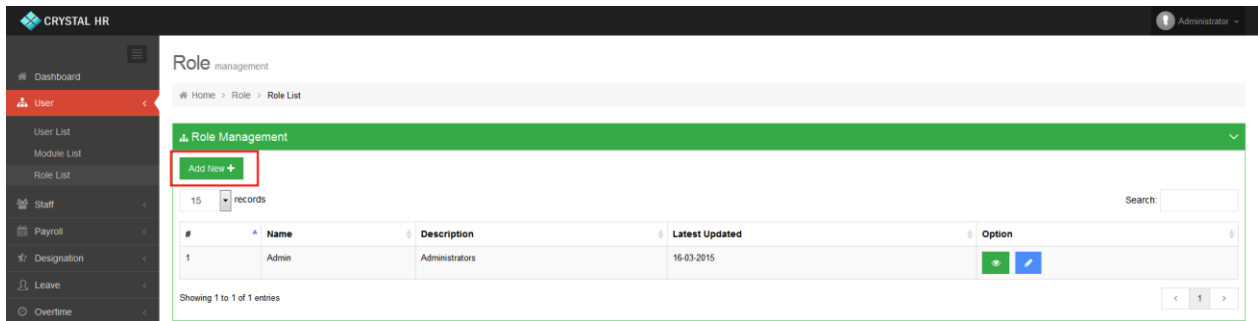 CRYSTAL HR
Administrator
Dashboard
User
User List
Module List
Role List
Staff
Payroll
Designation
Leave
Overtime
Role management
Home > Role > Role List
Role Management
Add New +
15 records
Search:
# Name Description Latest Updated Option
1 Admin Administrators 16-03-2015
Showing 1 to 1 of 1 entries
< 1 >